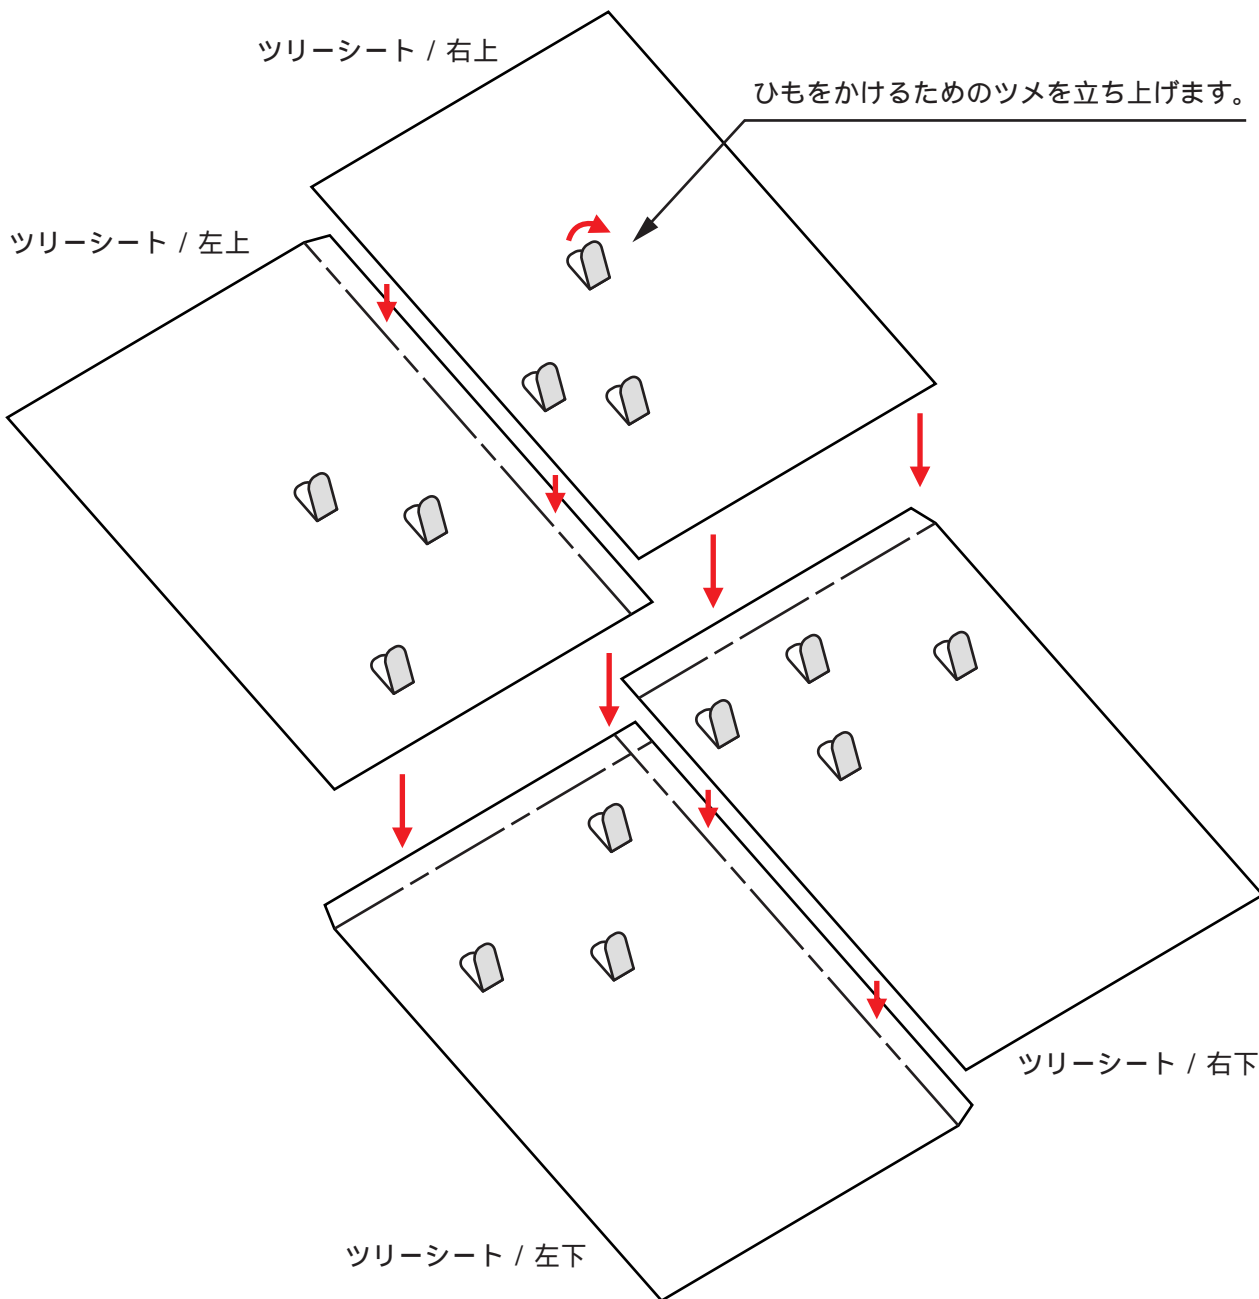 ツリーシート / 右上
ひもをかけるためのツメを立ち上げます。
ツリーシート / 左上
ツリーシート / 右下
ツリーシート / 左下